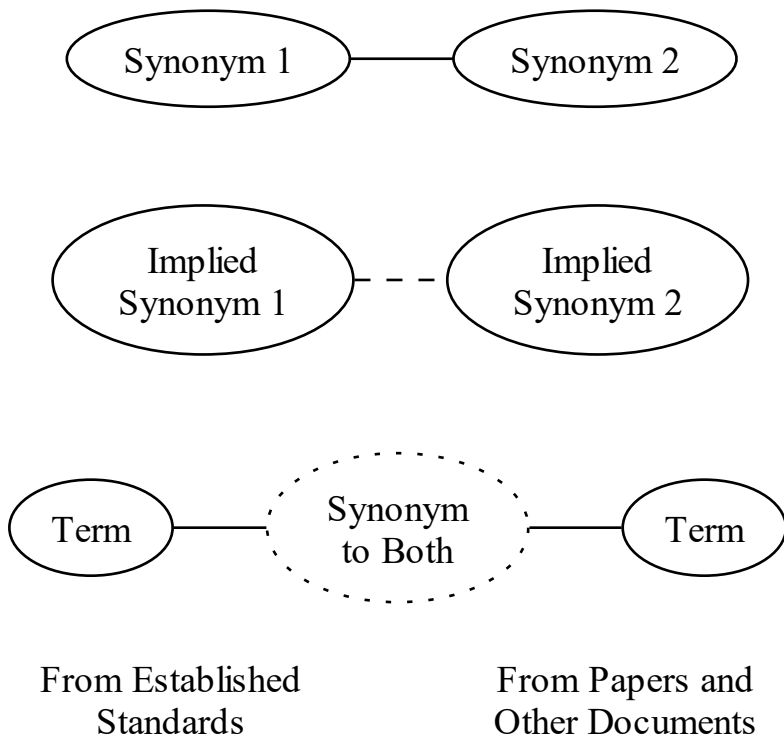 Synonym 1
Synonym 2
Implied
Synonym 1
Implied
Synonym 2
Term
Synonym
to Both
Term
From Established
Standards
From Papers and
Other Documents